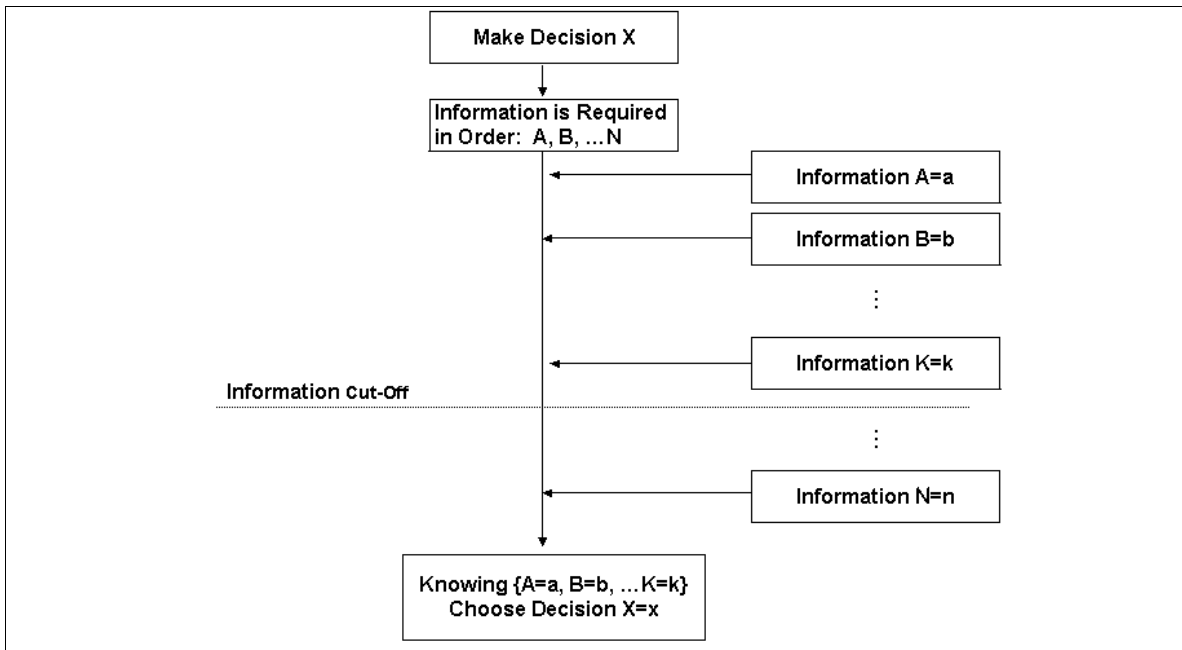 Make Decision X
Information is Required
in Order: A, B, ...N
Information A=a
Information B=b
⋮
Information K=k
Information Cut-Off
⋮
Information N=n
Knowing {A=a, B=b, ...K=k}
Choose Decision X=x